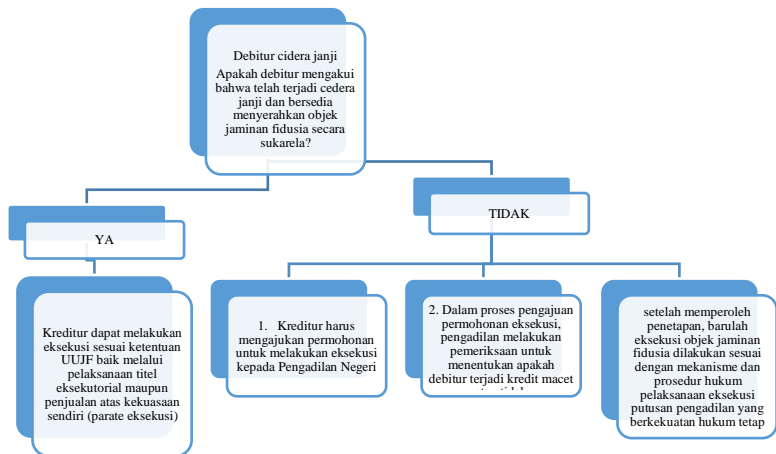 Debitur cidera janji
Apakah debitur mengakui
bahwa telah terjadi cedera
janji dan bersedia
menyerahkan objek
jaminan fidusia secara
sukarela?
YA
TIDAK
Kreditur dapat melakukan
eksekusi sesuai ketentuan
UUJF baik melalui
pelaksanaan titel
eksekutorial maupun
penjualan atas kekuasaan
sendiri (parate eksekusi)
1. Kreditur harus
mengajukan permohonan
untuk melakukan eksekusi
kepada Pengadilan Negeri
2. Dalam proses pengajuan
permohonan eksekusi,
pengadilan melakukan
pemeriksaan untuk
menentukan apakah
debitur terjadi kredit macet
setelah memperoleh
penetapan, barulah
eksekusi objek jaminan
fidusia dilakukan sesuai
dengan mekanisme dan
prosedur hukum
pelaksanaan eksekusi
putusan pengadilan yang
berkekuatan hukum tetap